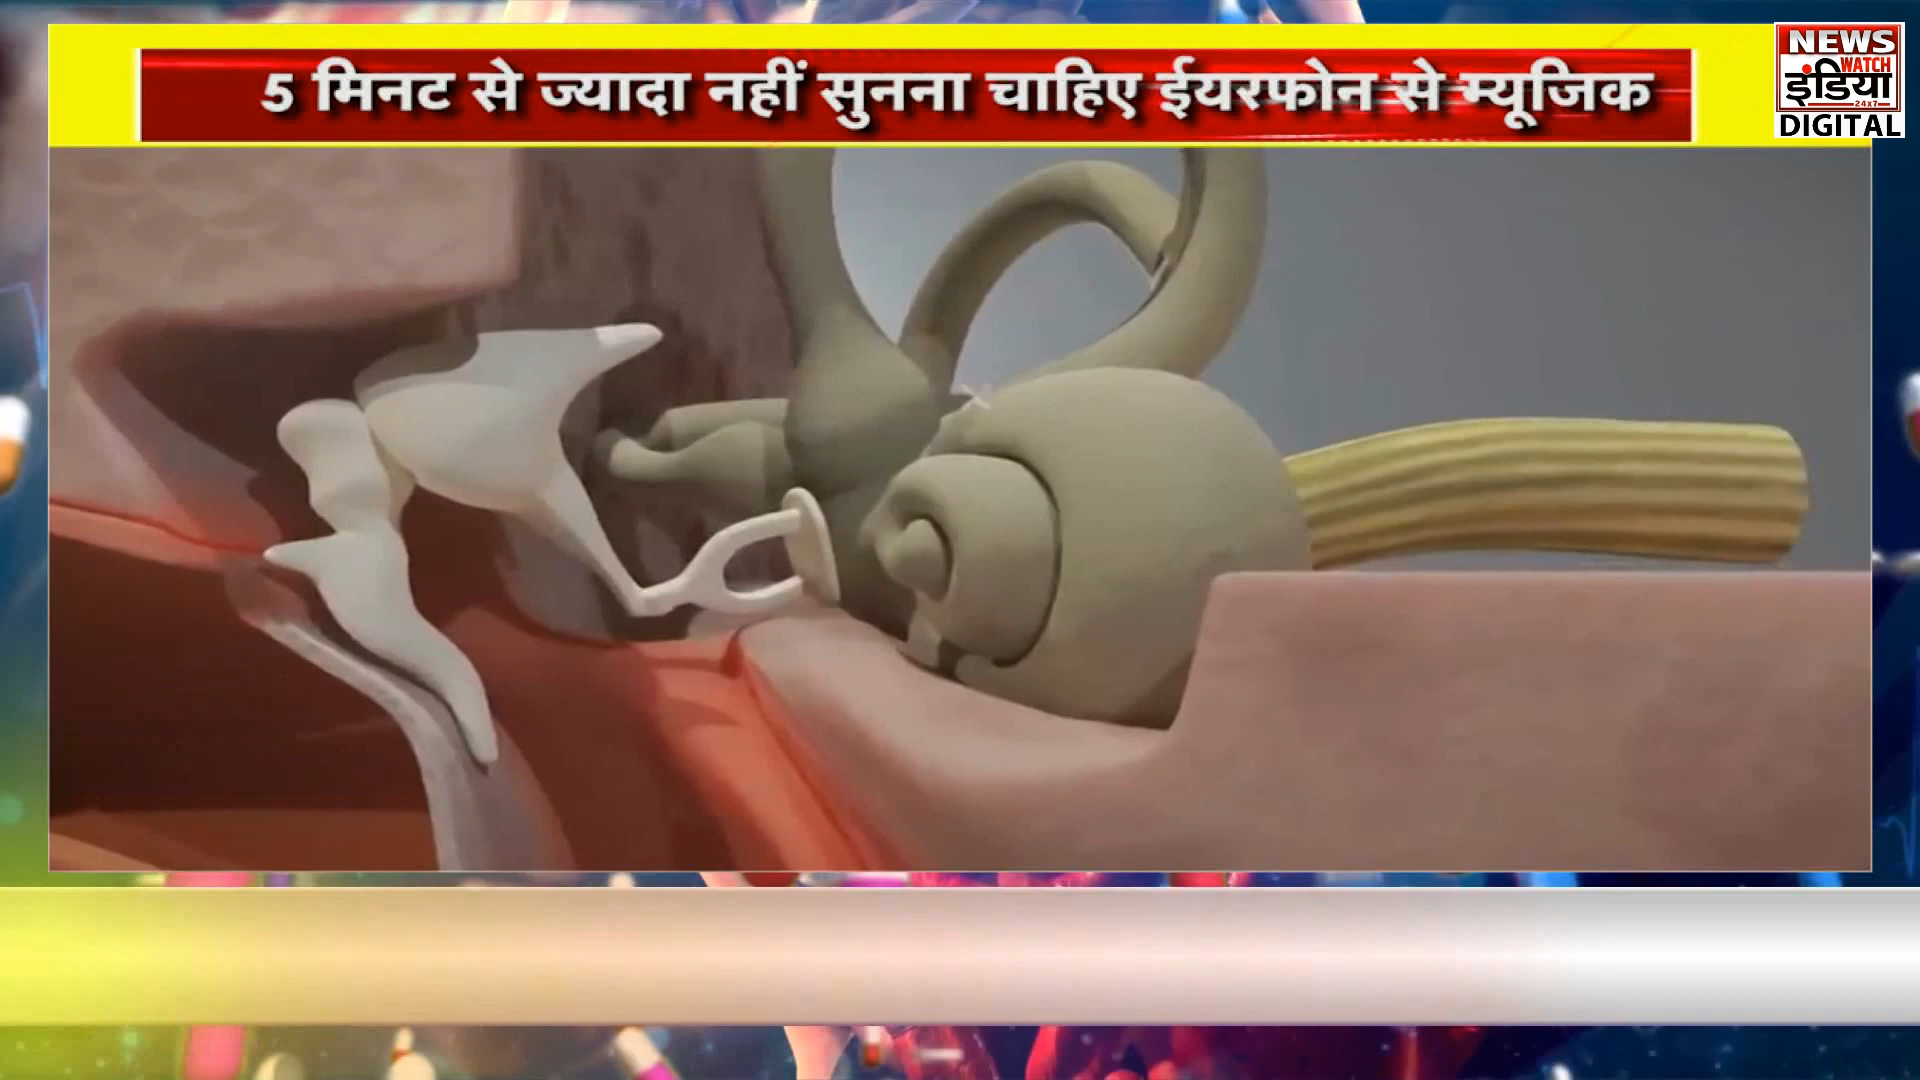 5 मिनट से ज्यादा नहीं सुनना चाहिए ईयरफोन से म्यूजिक
NEWS
WATCH
इंडिया
24x7
DIGITAL